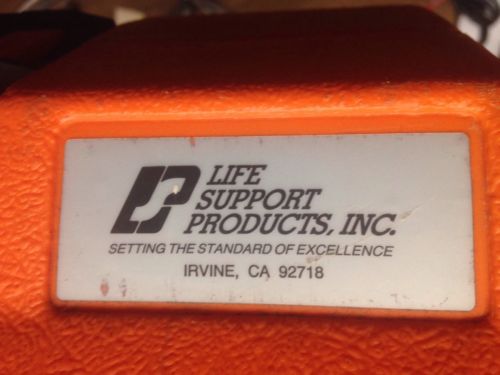 LIFE
SUPPORT
PRODUCTS, INC.
SETTING THE STANDARD OF EXCELLENCE
IRVINE, CA 92718